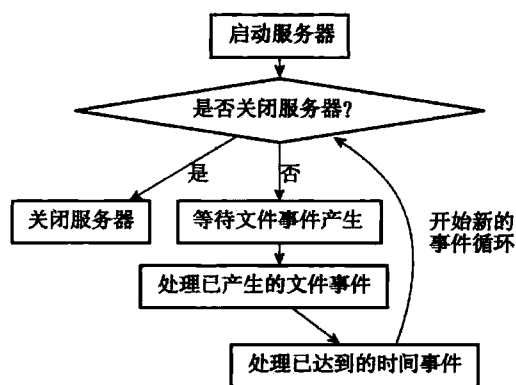 启动服务器
是否关闭服务器?
是
否
关闭服务器
等待文件事件产生
开始新的
事件循环
处理已产生的文件事件
处理已达到的时间事件